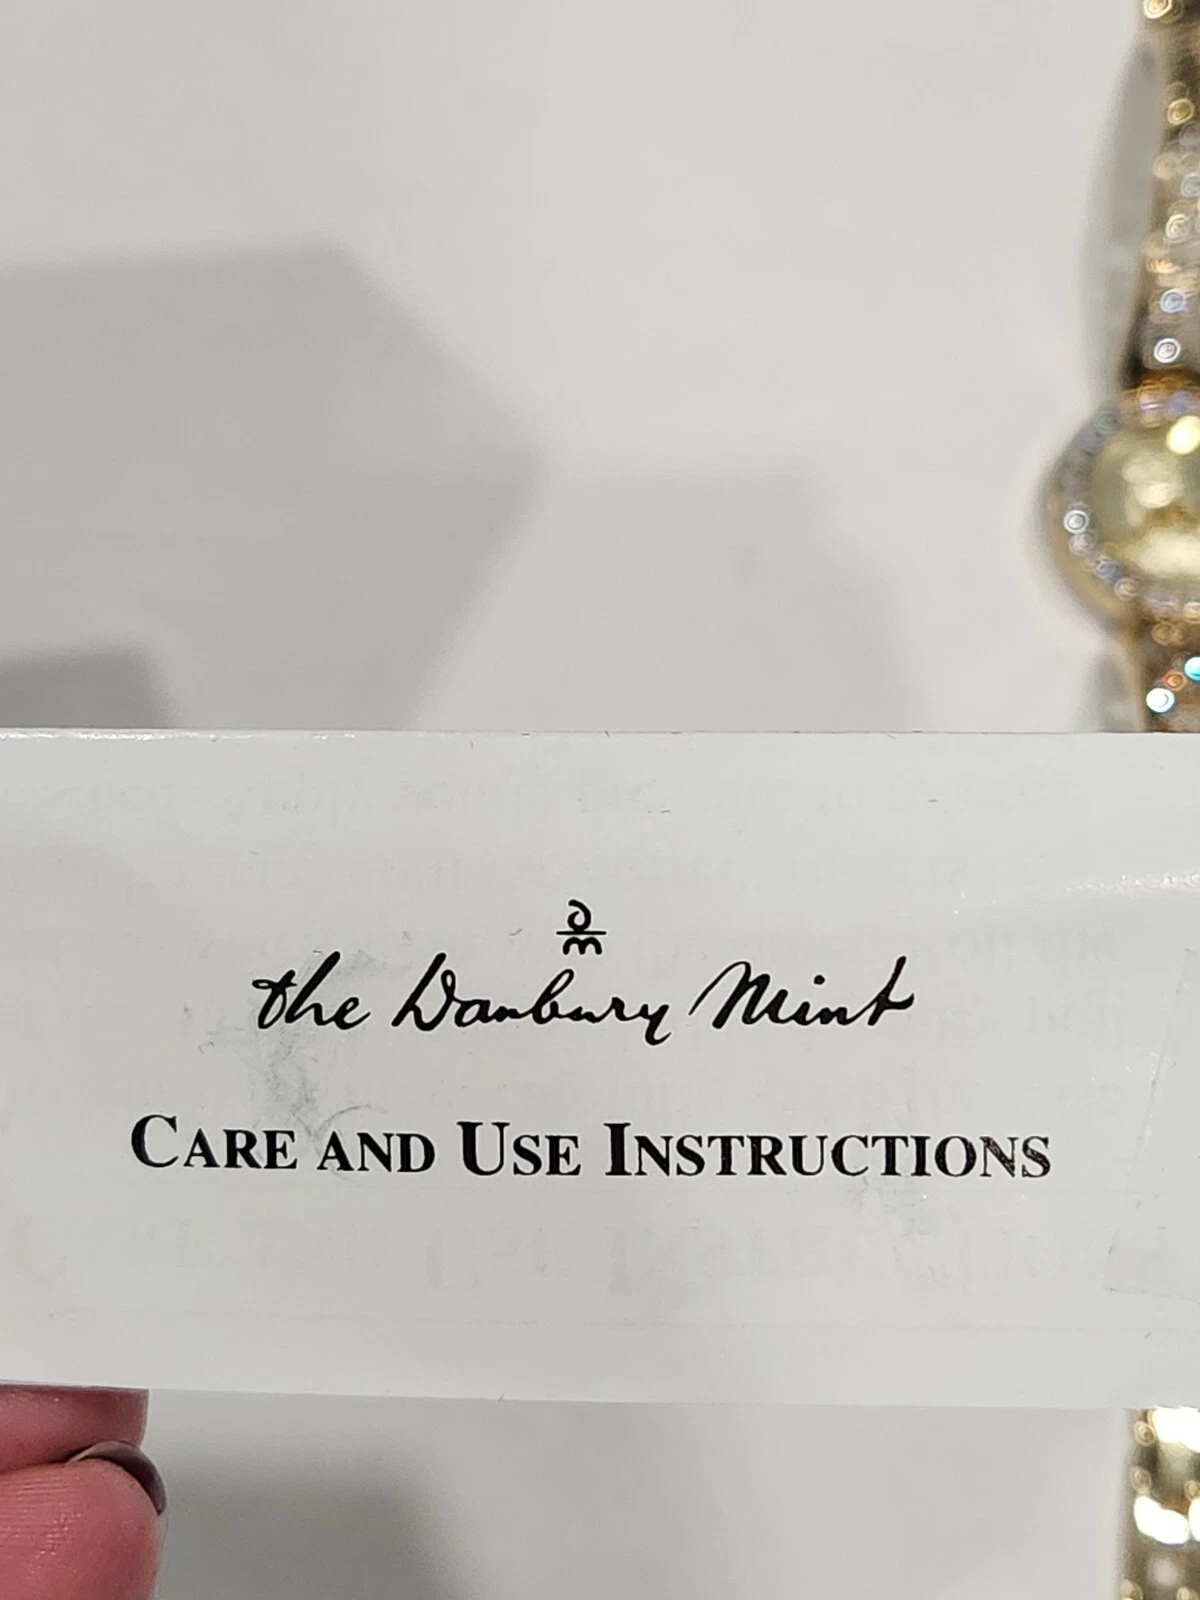 the Danbury Mint
CARE AND USE INSTRUCTIONS